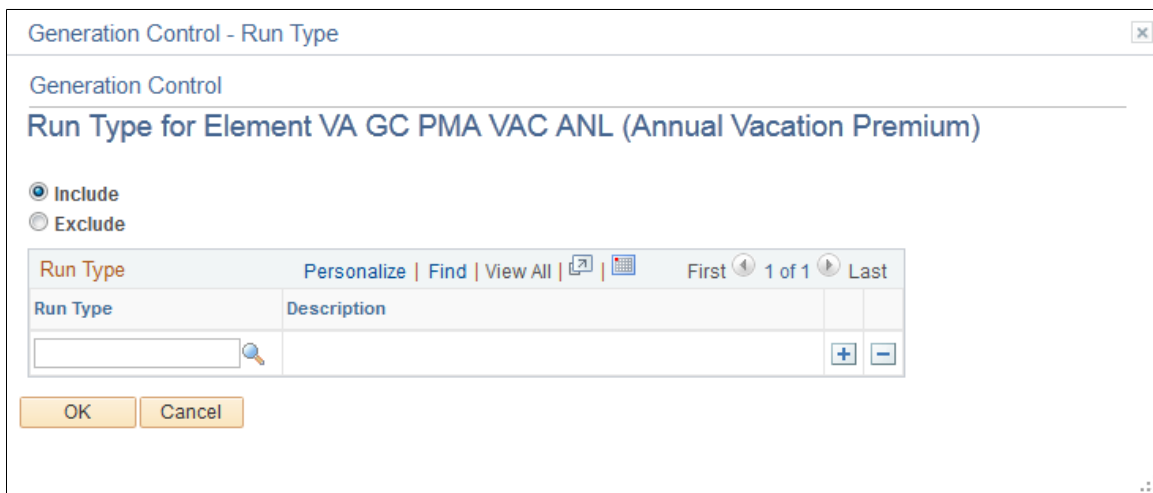 Generation Control - Run Type
Generation Control
Run Type for Element VA GC PMA VAC ANL (Annual Vacation Premium)
Include
Exclude
Run Type Personalize | Find | View All | | First 1 of 1 Last
Run Type Description
OK Cancel